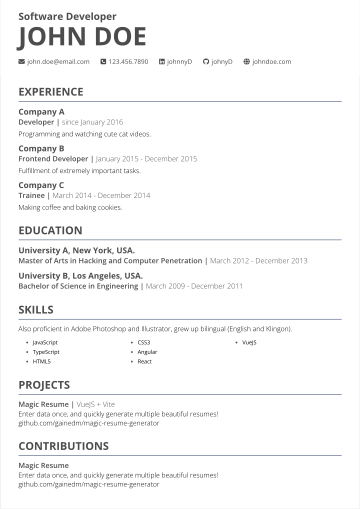 Software Developer
JOHN DOE
john.doe@email.com 123.456.7890 johnnyD johnyD johndoe.com
EXPERIENCE
Company A
Developer | since January 2016
Programming and watching cute cat videos.
Company B
Frontend Developer | January 2015 - December 2015
Fulfillment of extremely important tasks.
Company C
Trainee | March 2014 - December 2014
Making coffee and baking cookies.
EDUCATION
University A, New York, USA.
Master of Arts in Hacking and Computer Penetration | March 2012 - December 2013
University B, Los Angeles, USA.
Bachelor of Science in Engineering | March 2009 - December 2011
SKILLS
Also proficient in Adobe Photoshop and Illustrator, grew up bilingual (English and Klingon).
• JavaScript • CSS3 • VueJS
• TypeScript • Angular
• HTML5 • React
PROJECTS
Magic Resume | VueJS + Vite
Enter data once, and quickly generate multiple beautiful resumes!
github.com/gainedm/magic-resume-generator
CONTRIBUTIONS
Magic Resume
Enter data once, and quickly generate multiple beautiful resumes!
github.com/gainedm/magic-resume-generator